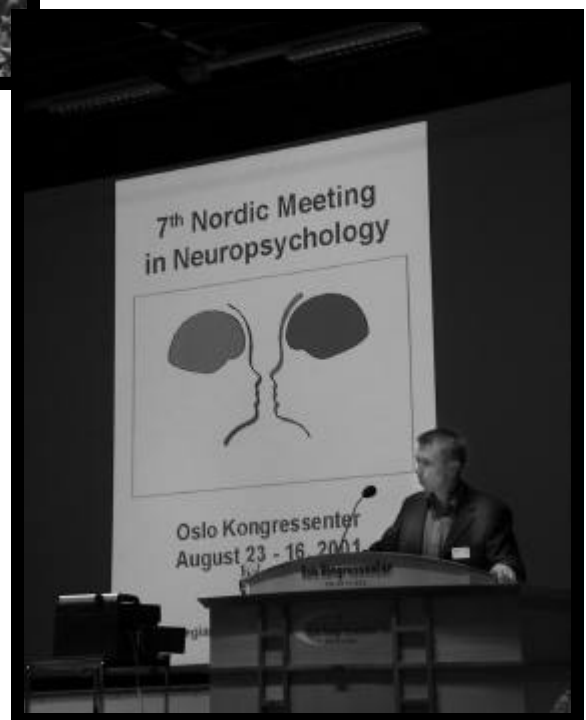 7th Nordic Meeting
in Neuropsychology
Oslo Kongressenter
August 23 - 16, 2001
Oslo Kongressenter